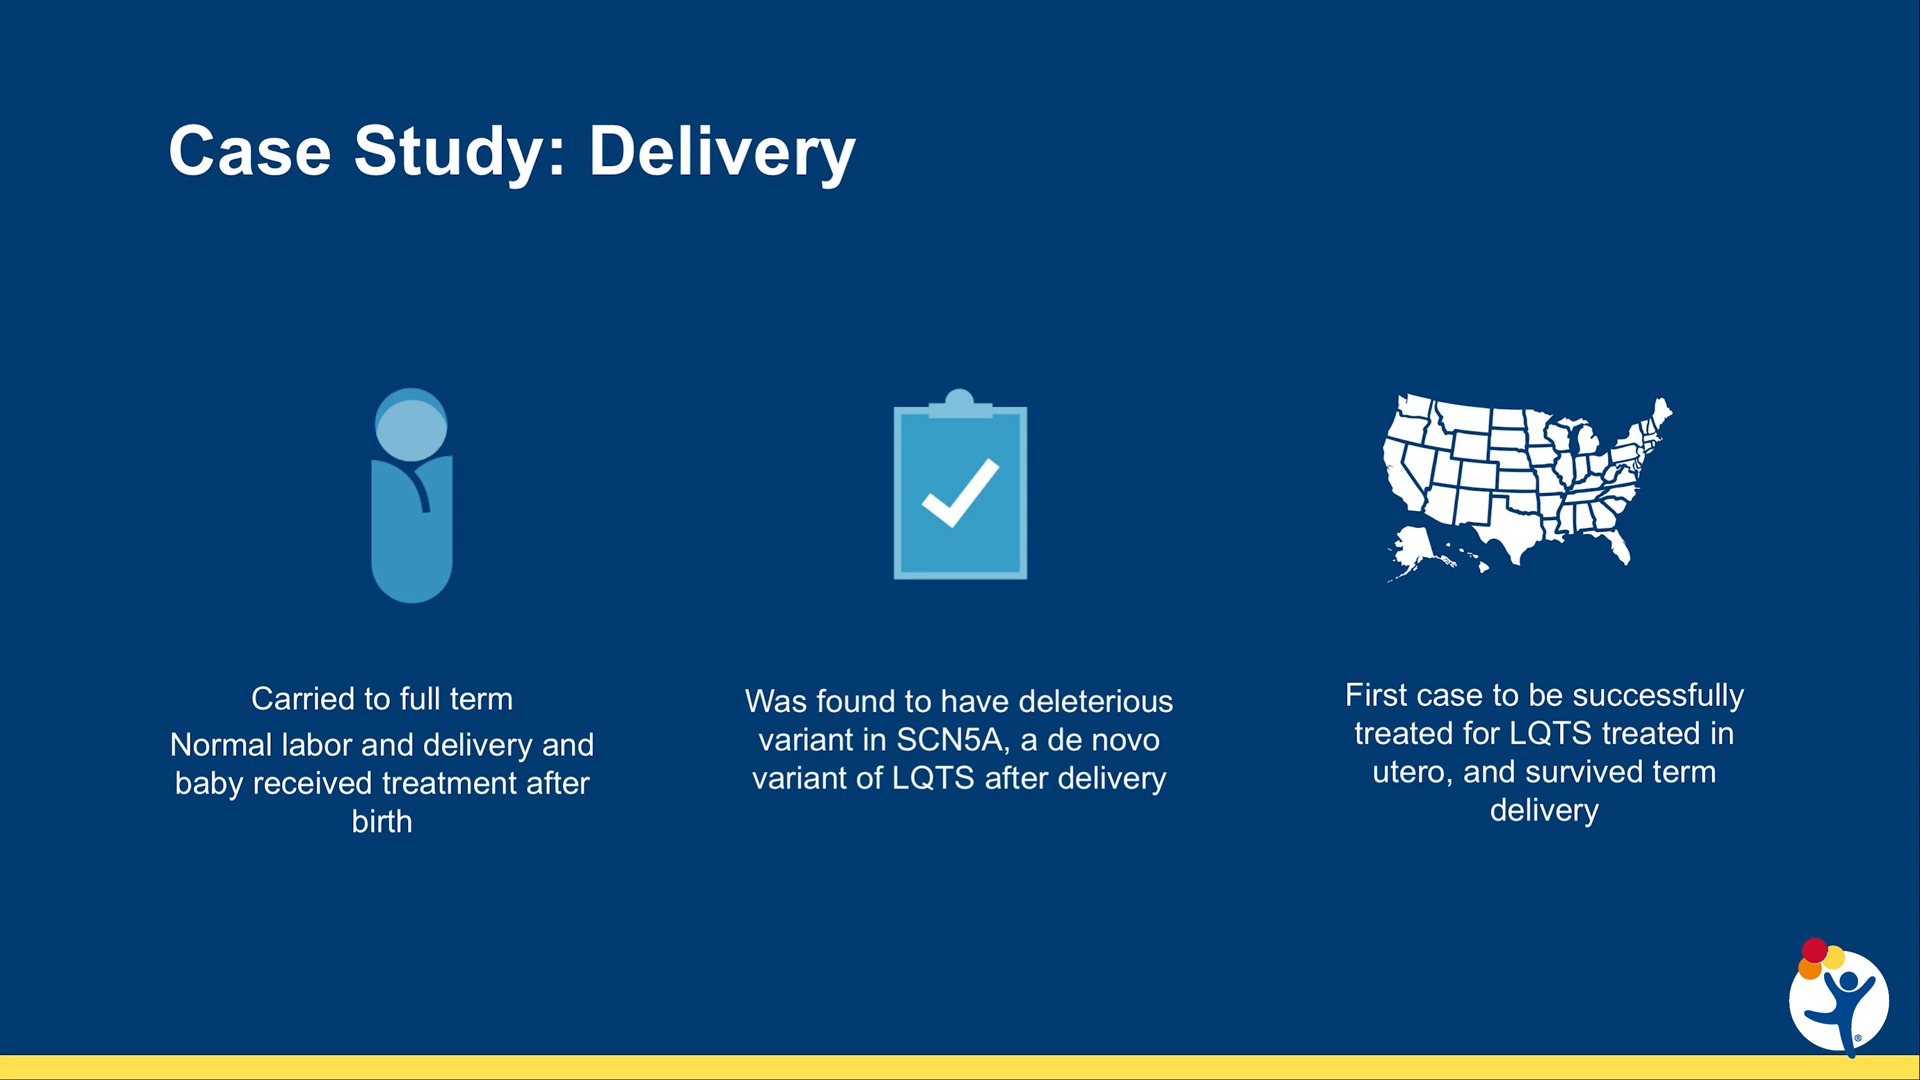 Case Study: Delivery
Carried to full term
Normal labor and delivery and
baby received treatment after
birth
Was found to have deleterious
variant in SCN5A, a de novo
variant of LQTS after delivery
First case to be successfully
treated for LQTS treated in
utero, and survived term
delivery
®